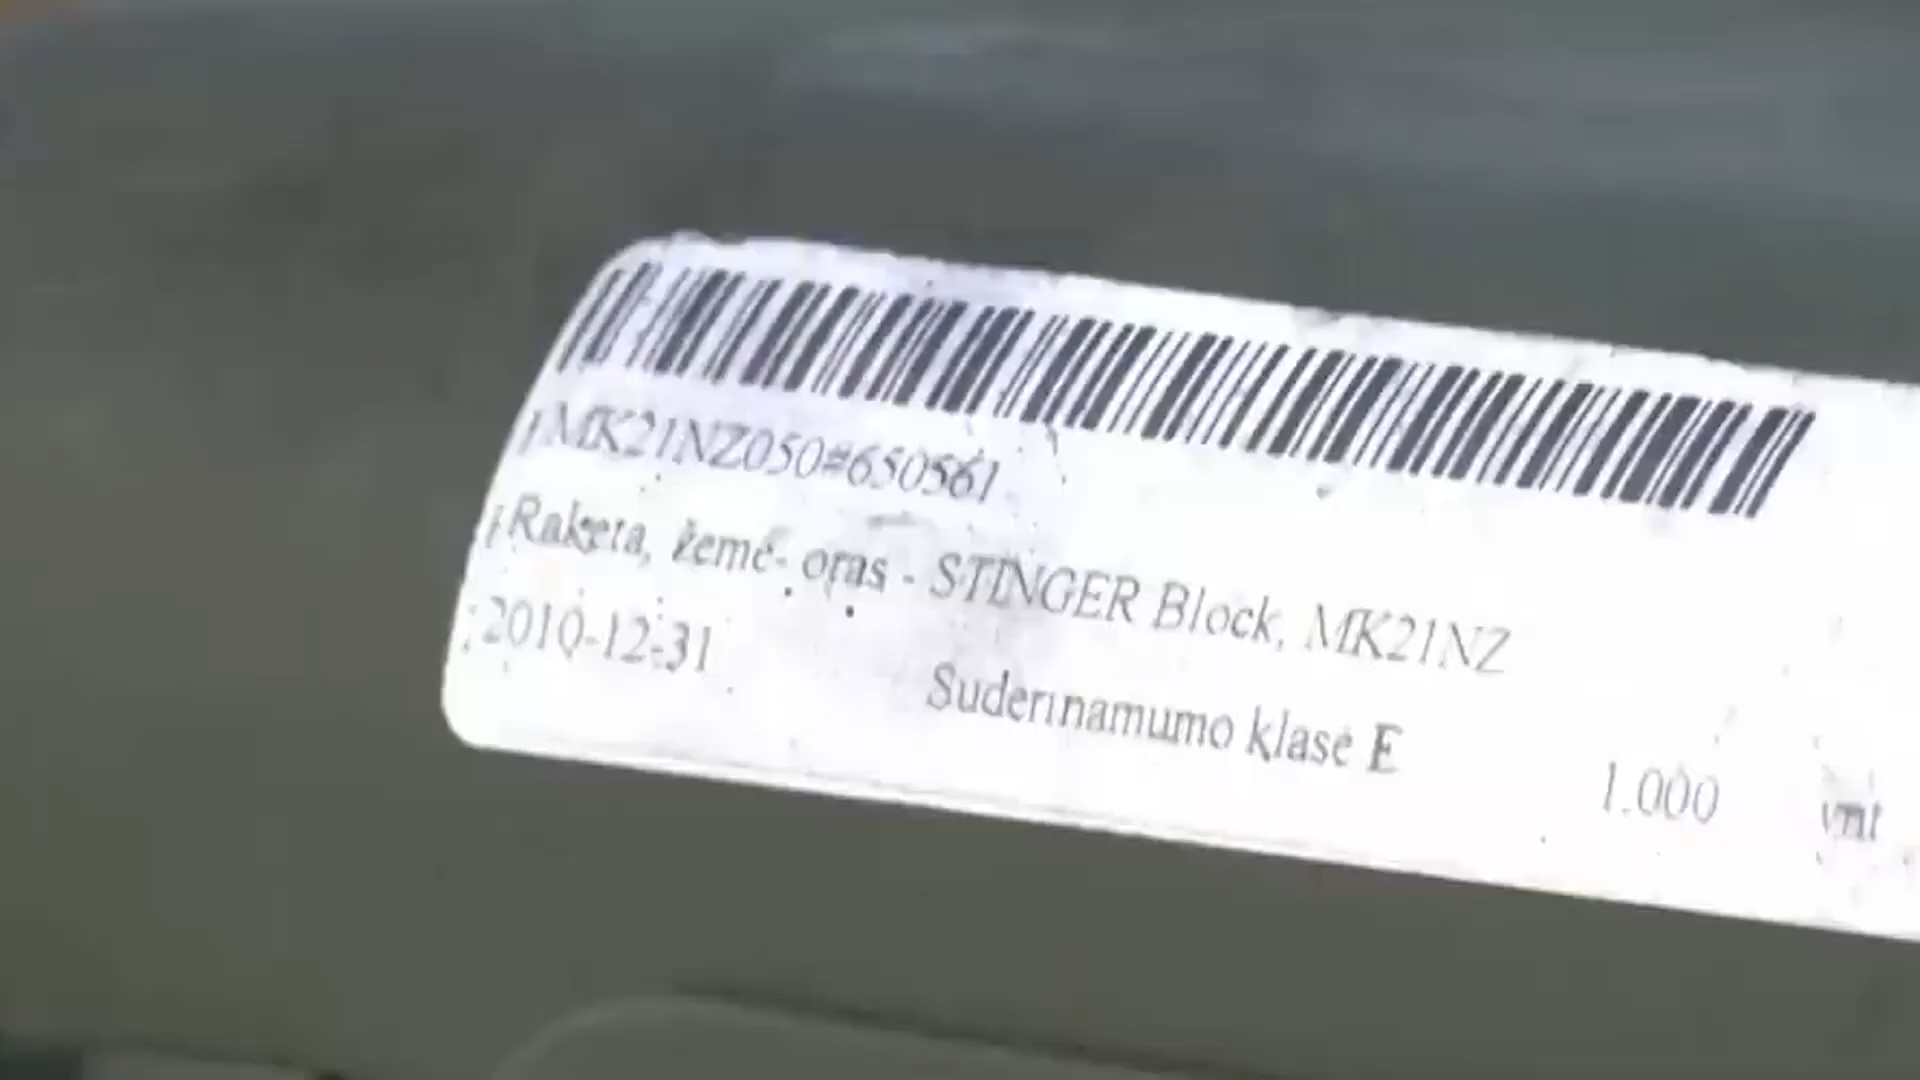 MK21NZ050#650561
Raketa, žemė- oras - STINGER Block, MK21NZ
2010-12-31
Suderinamumo klasė E
1.000 vnt